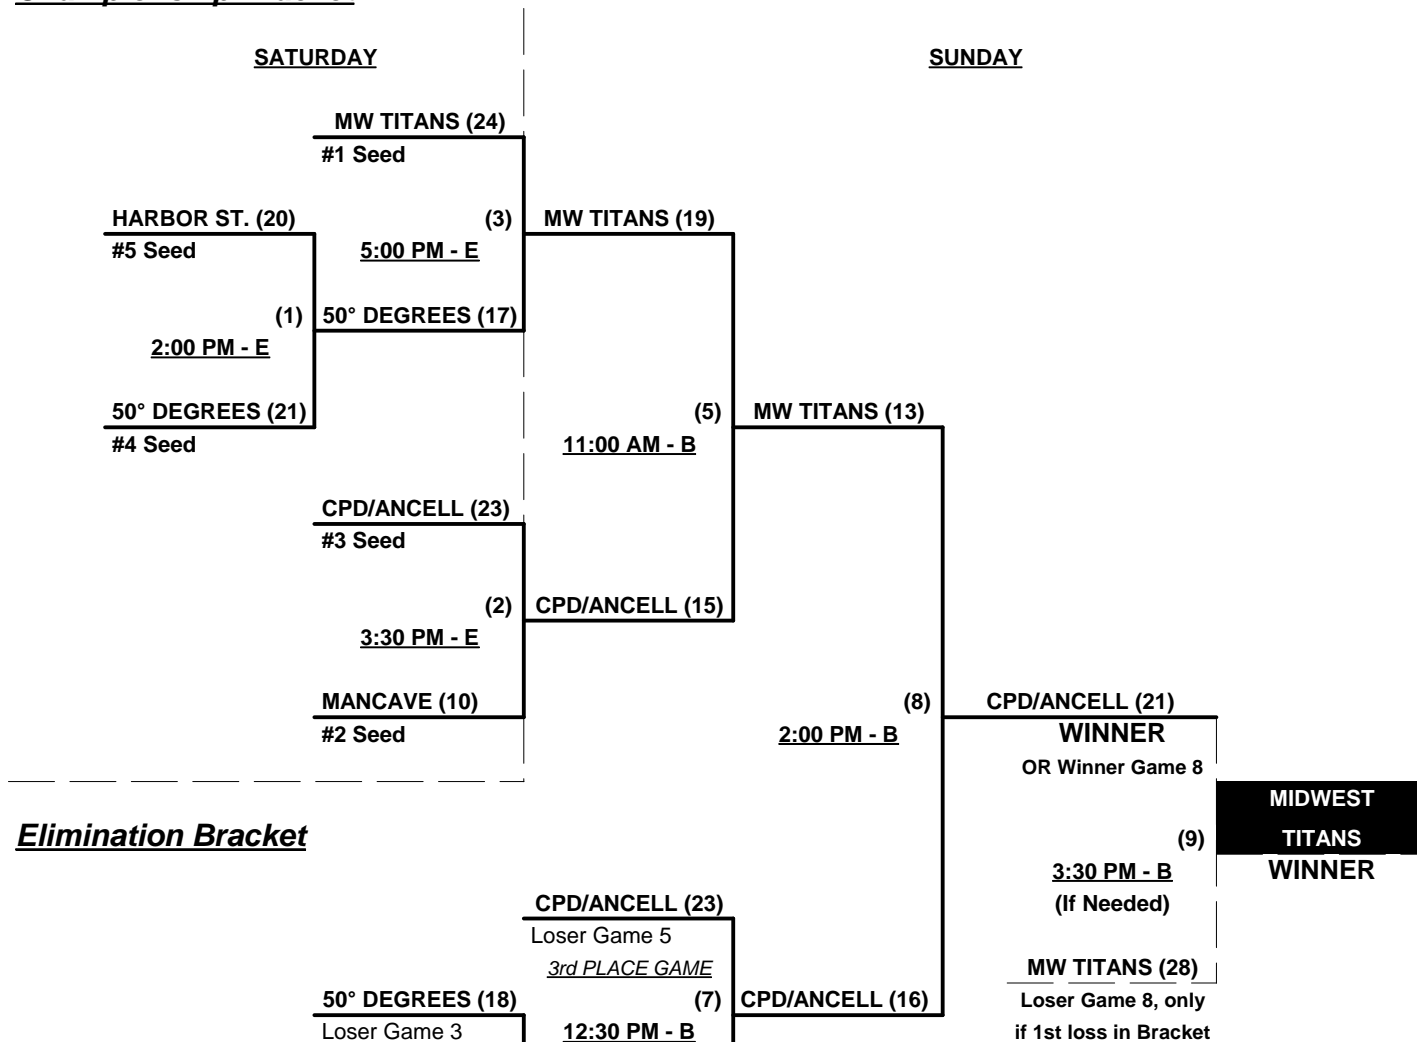 SATURDAY
SUNDAY
MW TITANS (24)
#1 Seed
HARBOR ST. (20)
(3)
MW TITANS (19)
#5 Seed
5:00 PM - E
(1)
50° DEGREES (17)
2:00 PM - E
50° DEGREES (21)
(5)
MW TITANS (13)
#4 Seed
11:00 AM - B
CPD/ANCELL (23)
#3 Seed
(2)
CPD/ANCELL (15)
3:30 PM - E
MANCAVE (10)
(8)
CPD/ANCELL (21)
#2 Seed
2:00 PM - B
WINNER
OR Winner Game 8
MIDWEST
Elimination Bracket
(9)
TITANS
3:30 PM - B
WINNER
CPD/ANCELL (23)
(If Needed)
Loser Game 5
3rd PLACE GAME
MW TITANS (28)
50° DEGREES (18)
(7)
CPD/ANCELL (16)
Loser Game 8, only
Loser Game 3
12:30 PM - B
if 1st loss in Bracket